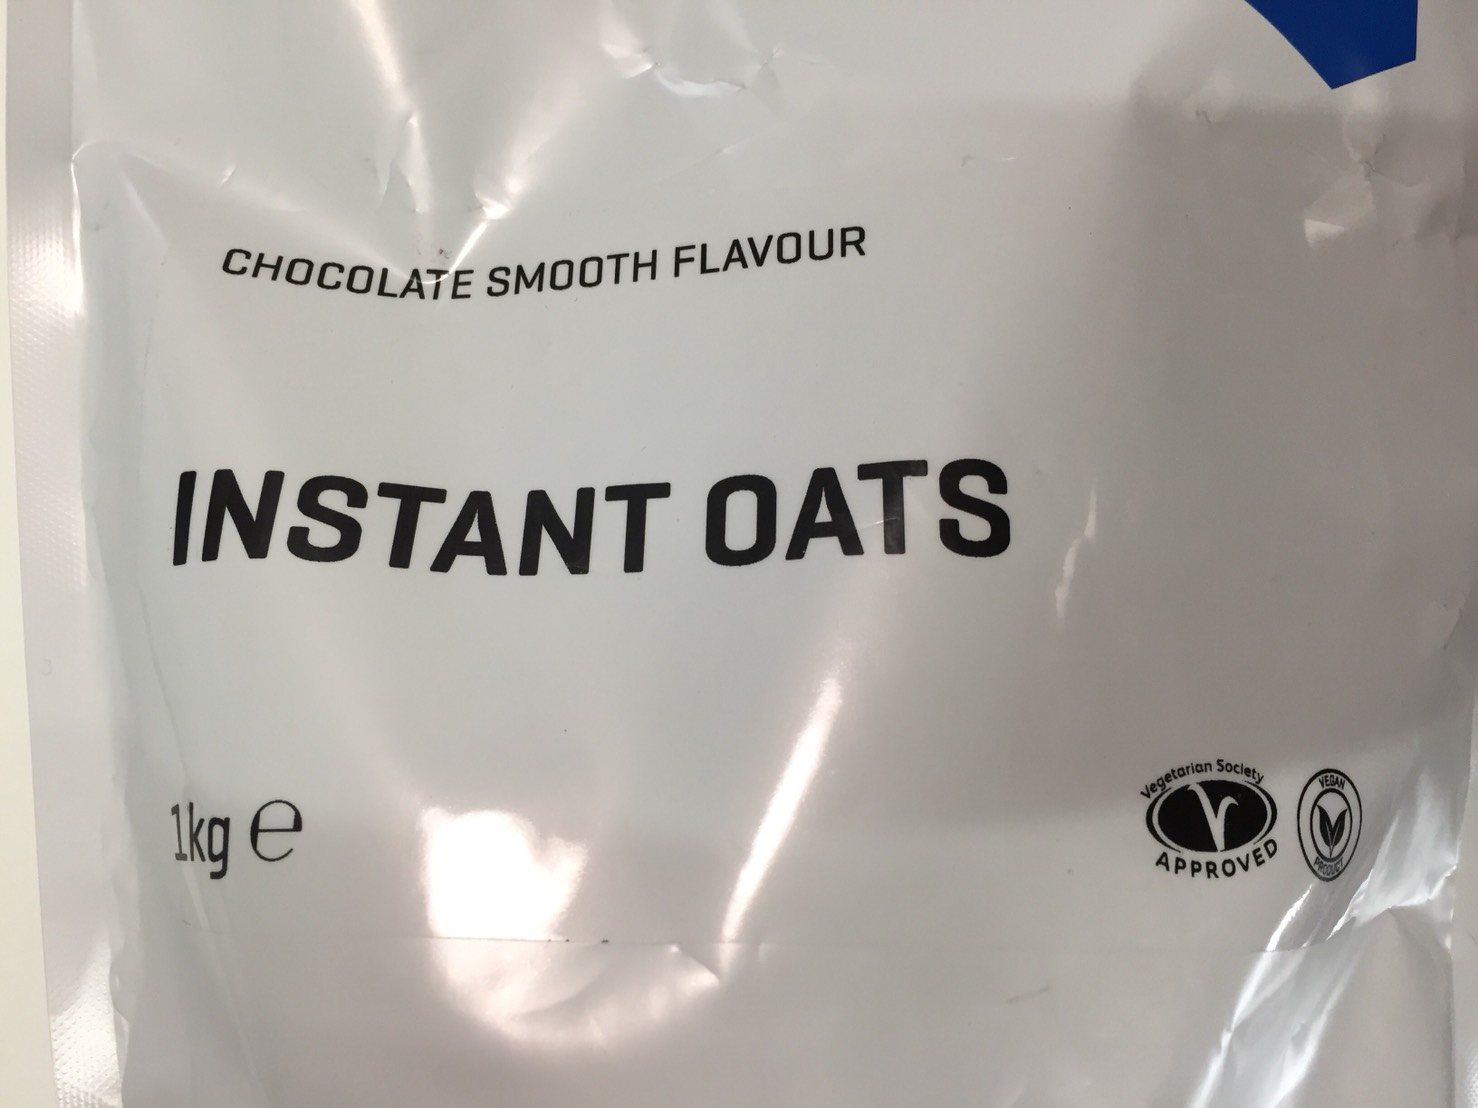 CHOCOLATE SMOOTH FLAVOUR
INSTANT OATS
1kg ℮
Vegetarian Society
APPROVED
VEGAN
PRODUCT